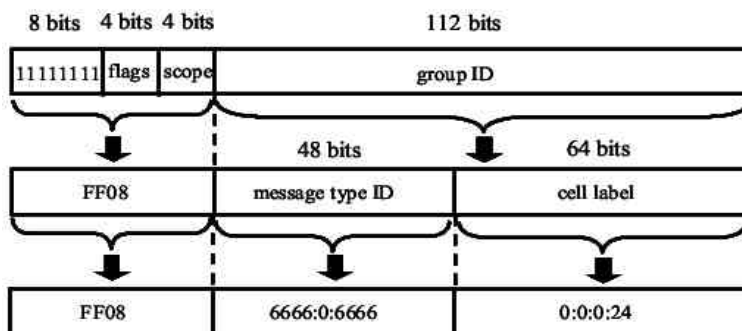 8 bits 4 bits 4 bits 112 bits
11111111 flags scope group ID
48 bits 64 bits
FF08 message type ID cell label
FF08 6666:0:6666 0:0:0:24